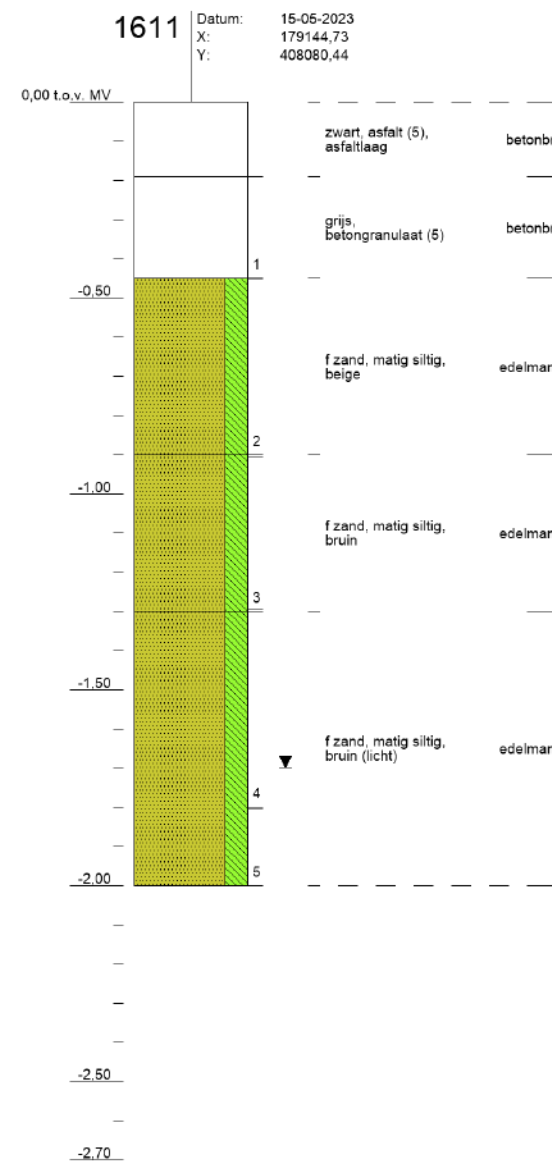 1611
Datum: 15-05-2023
X: 179144,73
Y: 408080,44
0,00 t.o.v. MV
zwart, asfalt (5),
asfaltlaag
grijs,
betongranulaat (5)
1
-0,50
f zand, matig siltig,
beige
2
-1,00
f zand, matig siltig,
bruin
3
-1,50
f zand, matig siltig,
bruin (licht)
4
5
-2,00
-2,50
-2,70